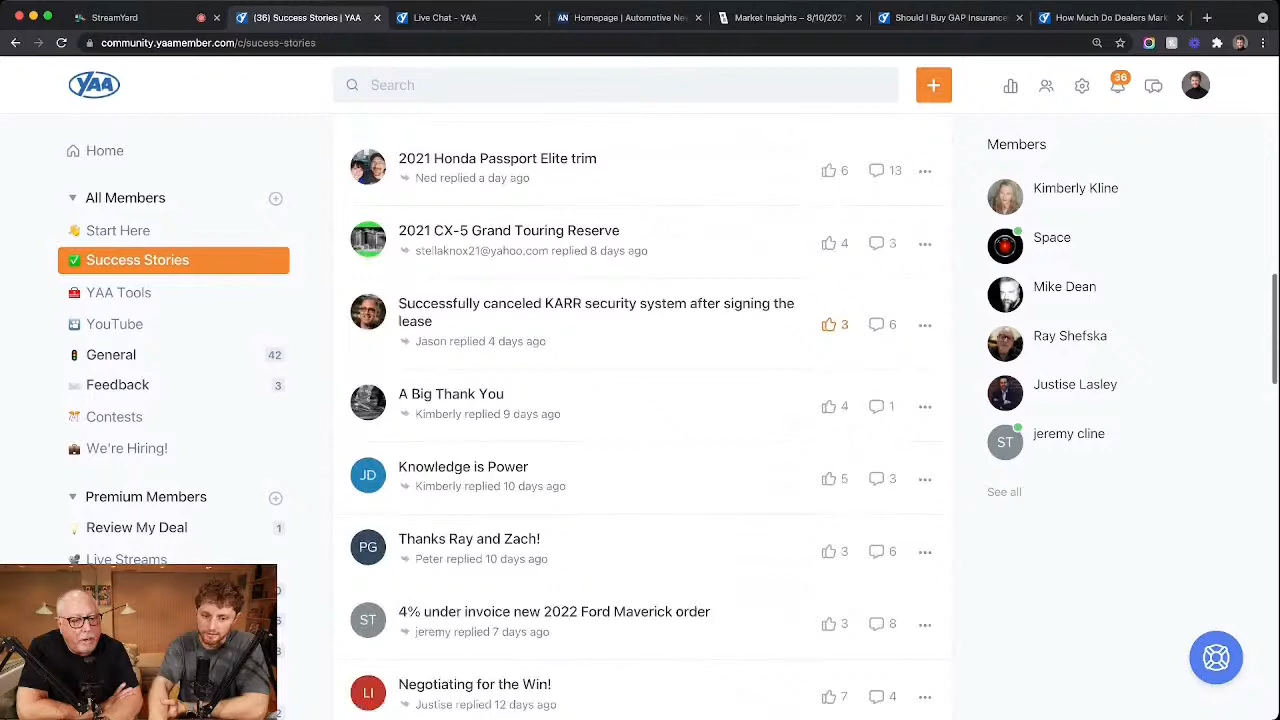 StreamYard
(36) Success Stories | YAA
Live Chat - YAA
Homepage | Automotive Ne
Market Insights – 8/10/202
Should I Buy GAP Insurance
How Much Do Dealers Mark
community.yaamember.com/c/sucess-stories
YAA
Search
36
Home
All Members
Start Here
Success Stories
YAA Tools
YouTube
General 42
Feedback 3
Contests
We're Hiring!
Premium Members
Review My Deal 1
Live Streams
2021 Honda Passport Elite trim
Ned replied a day ago
6 13
2021 CX-5 Grand Touring Reserve
stellaknox21@yahoo.com replied 8 days ago
4 3
Successfully canceled KARR security system after signing the
lease
Jason replied 4 days ago
3 6
A Big Thank You
Kimberly replied 9 days ago
4 1
JD
Knowledge is Power
Kimberly replied 10 days ago
5 3
PG
Thanks Ray and Zach!
Peter replied 10 days ago
3 6
ST
4% under invoice new 2022 Ford Maverick order
jeremy replied 7 days ago
3 8
LI
Negotiating for the Win!
Justise replied 12 days ago
7 4
Members
Kimberly Kline
Space
Mike Dean
Ray Shefska
Justise Lasley
ST
jeremy cline
See all